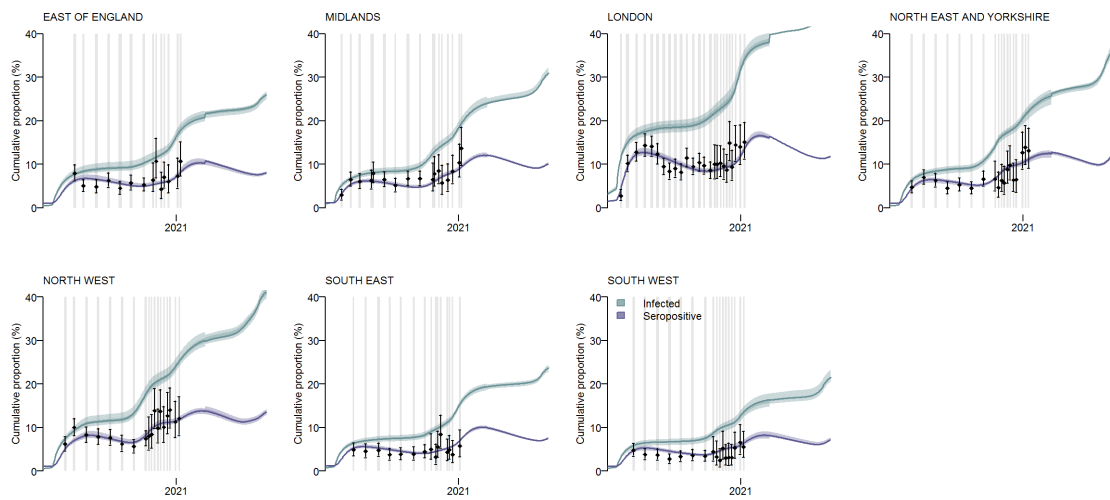 EAST OF ENGLAND
Cumulative proportion (%)
40
30
20
10
0
2021
MIDLANDS
Cumulative proportion (%)
40
30
20
10
0
2021
LONDON
Cumulative proportion (%)
40
30
20
10
0
2021
NORTH EAST AND YORKSHIRE
Cumulative proportion (%)
40
30
20
10
0
2021
NORTH WEST
Cumulative proportion (%)
40
30
20
10
0
2021
SOUTH EAST
Cumulative proportion (%)
40
30
20
10
0
2021
SOUTH WEST
Cumulative proportion (%)
40
30
20
10
0
Infected
Seropositive
2021